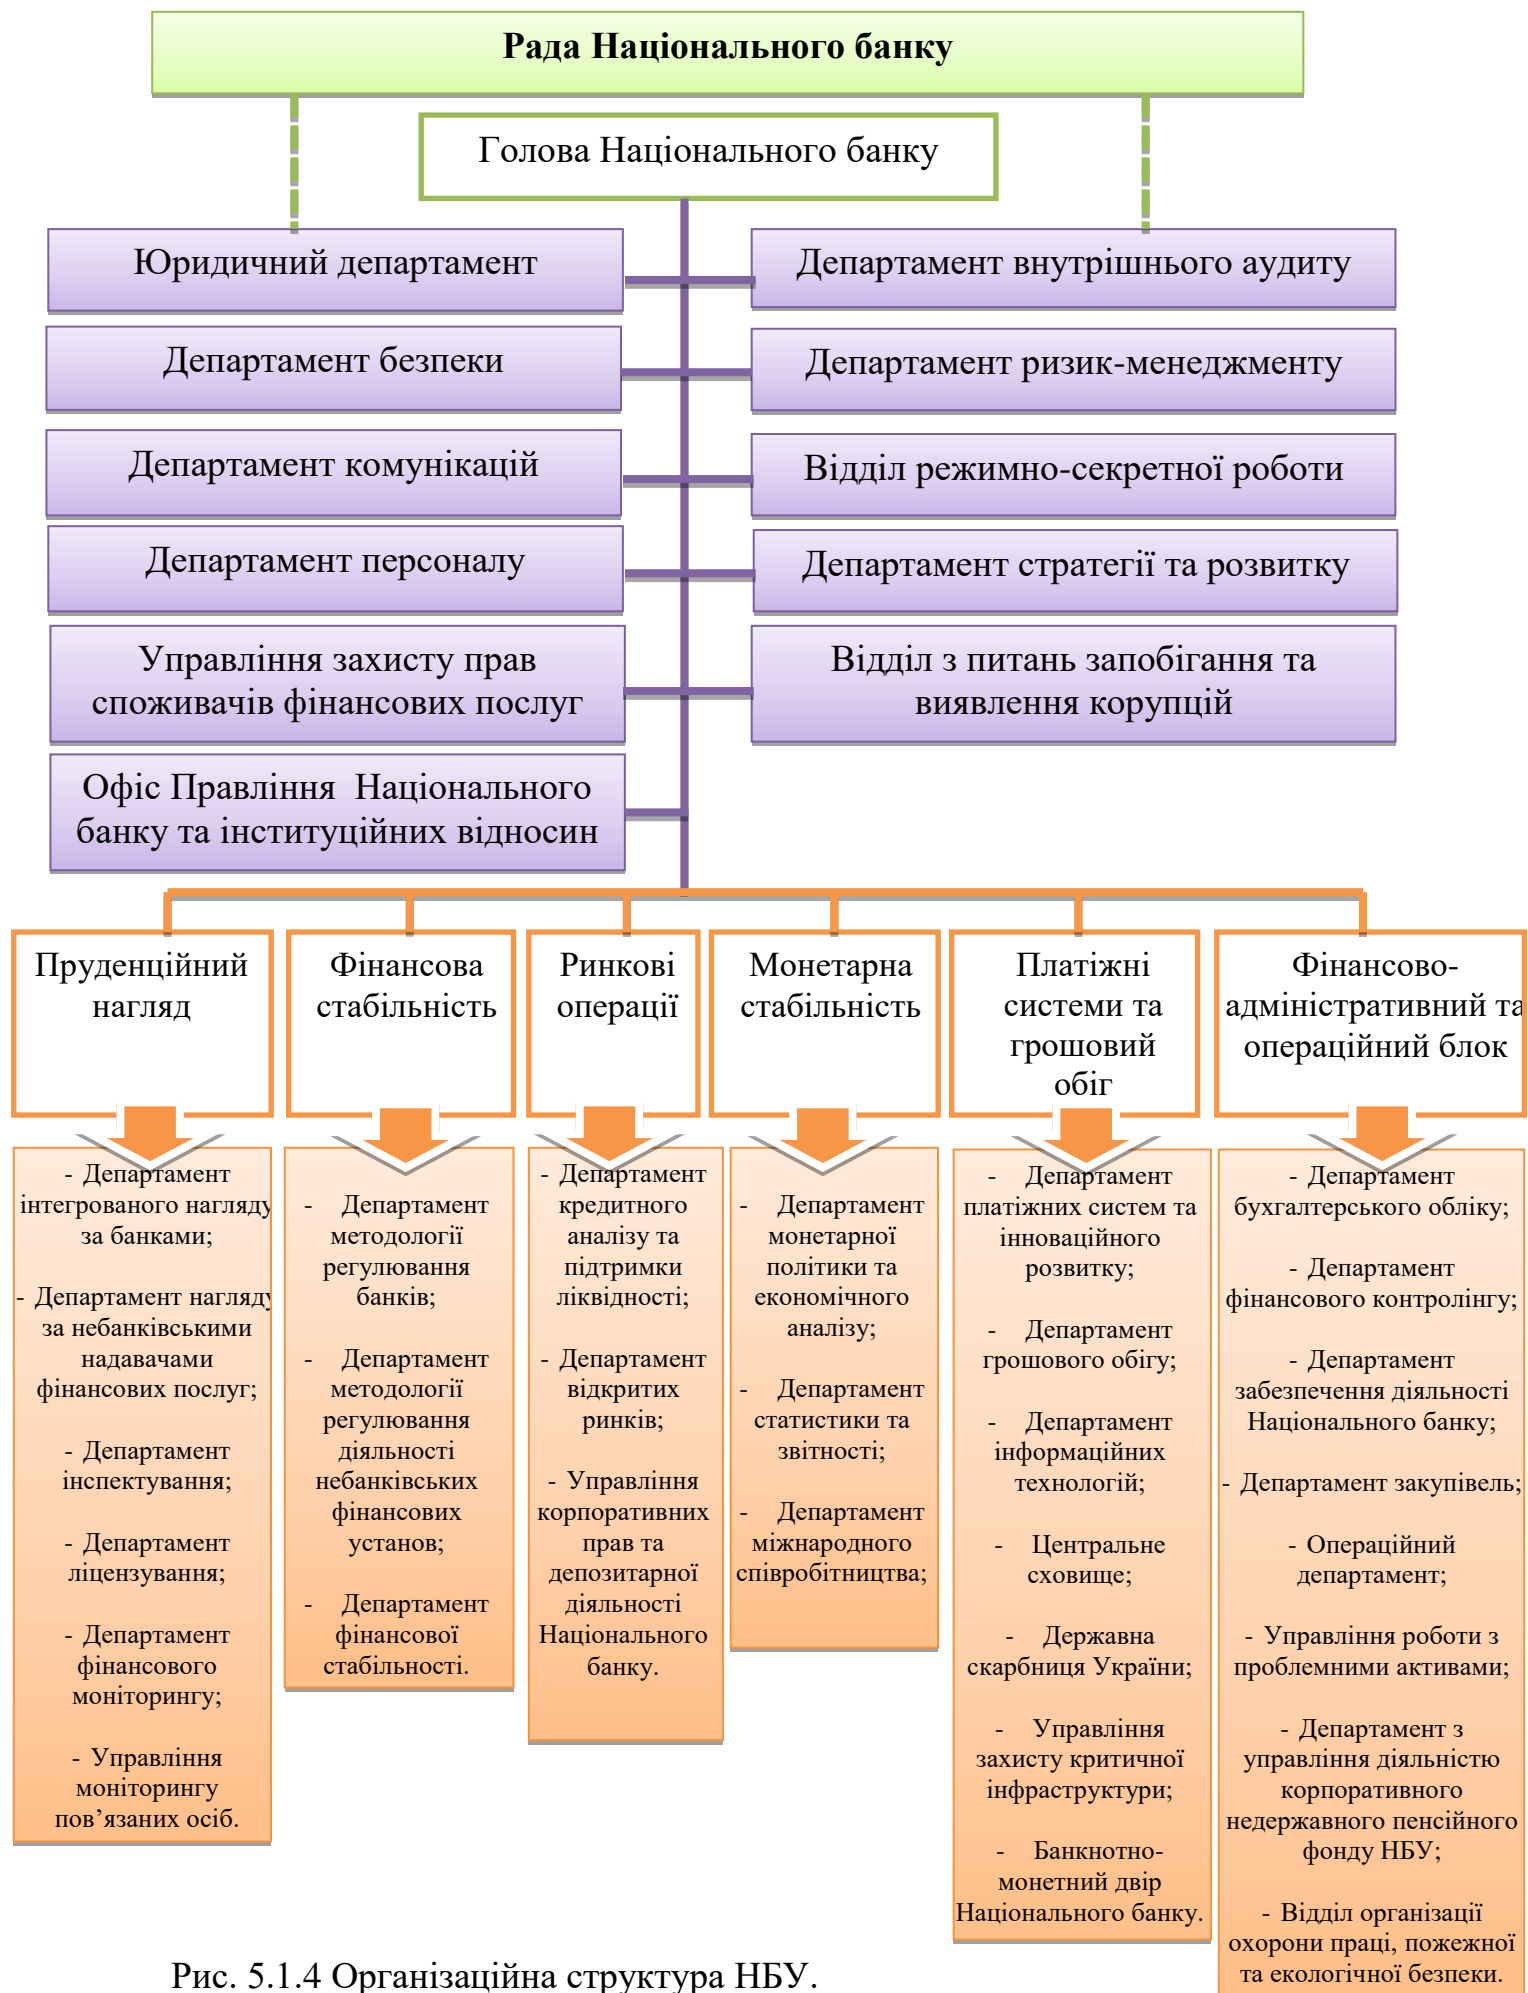 Рада Національного банку
Голова Національного банку
Юридичний департамент
Департамент внутрішнього аудиту
Департамент безпеки
Департамент ризик-менеджменту
Департамент комунікацій
Відділ режимно-секретної роботи
Департамент персоналу
Департамент стратегії та розвитку
Управління захисту прав
споживачів фінансових послуг
Відділ з питань запобігання та
виявлення корупцій
Офіс Правління  Національного
банку та інституційних відносин
Пруденційний
нагляд
Фінансова
стабільність
Ринкові
операції
Монетарна
стабільність
Платіжні
системи та
грошовий
обіг
Фінансово-
адміністративний та
операційний блок
- Департамент
інтегрованого нагляду
за банками;
- Департамент нагляду
за небанківськими
надавачами
фінансових послуг;
- Департамент
інспектування;
- Департамент
ліцензування;
- Департамент
фінансового
моніторингу;
- Управління
моніторингу
пов’язаних осіб.
- Департамент
методології
регулювання
банків;
- Департамент
методології
регулювання
діяльності
небанківських
фінансових
установ;
- Департамент
фінансової
стабільності.
- Департамент
кредитного
аналізу та
підтримки
ліквідності;
- Департамент
відкритих
ринків;
- Управління
корпоративних
прав та
депозитарної
діяльності
Національного
банку.
- Департамент
монетарної
політики та
економічного
аналізу;
- Департамент
статистики та
звітності;
- Департамент
міжнародного
співробітництва;
- Департамент
платіжних систем та
інноваційного
розвитку;
- Департамент
грошового обігу;
- Департамент
інформаційних
технологій;
- Центральне
сховище;
- Державна
скарбниця України;
- Управління
захисту критичної
інфраструктури;
- Банкнотно-
монетний двір
Національного банку.
- Департамент
бухгалтерського обліку;
- Департамент
фінансового контролінгу;
- Департамент
забезпечення діяльності
Національного банку;
- Департамент закупівель;
- Операційний
департамент;
- Управління роботи з
проблемними активами;
- Департамент з
управління діяльністю
корпоративного
недержавного пенсійного
фонду НБУ;
- Відділ організації
охорони праці, пожежної
та екологічної безпеки.
Рис. 5.1.4 Організаційна структура НБУ.